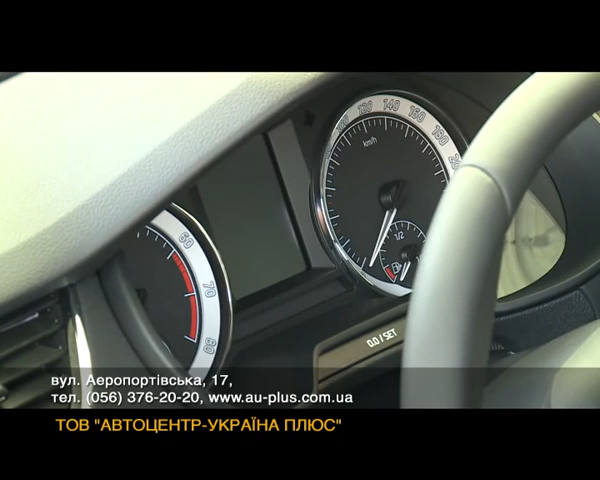 120 140 160 180
km/h
1/2
60
70
80
0.0 / SET
вул. Аеропортівська, 17,
тел. (056) 376-20-20, www.au-plus.com.ua
ТОВ "АВТОЦЕНТР-УКРАЇНА ПЛЮС"